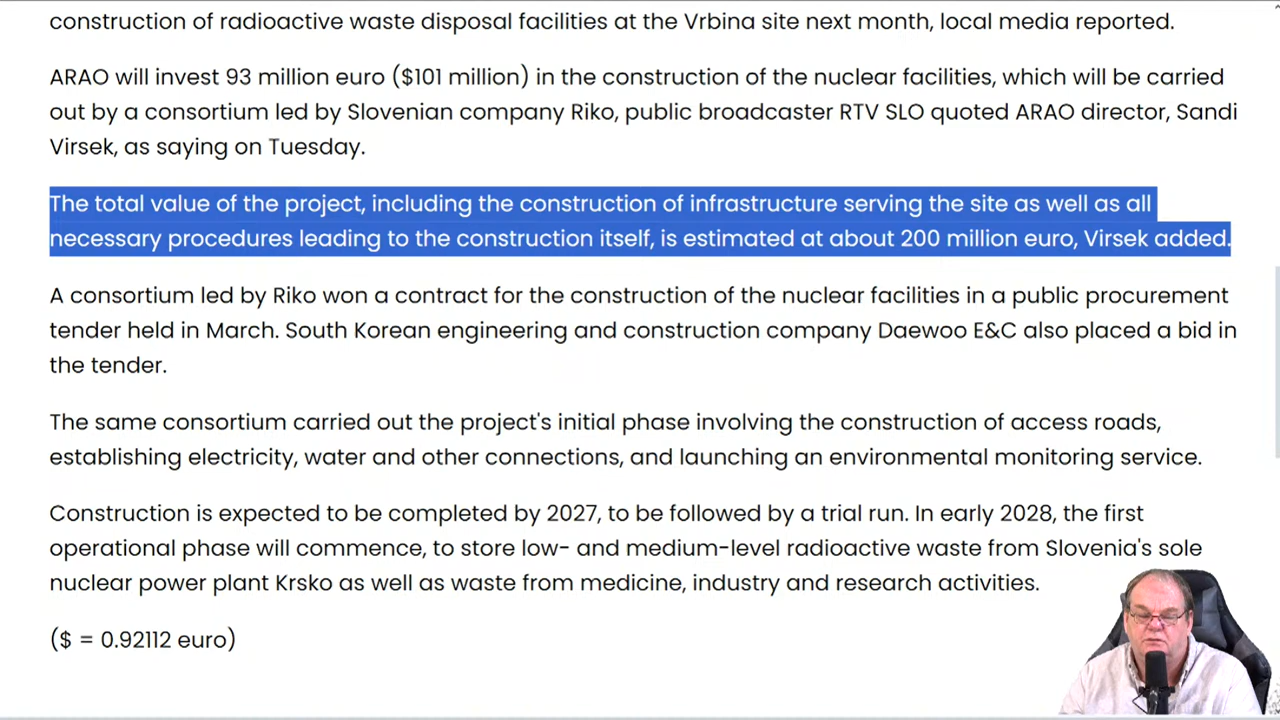 construction of radioactive waste disposal facilities at the Vrbina site next month, local media reported.
ARAO will invest 93 million euro ($101 million) in the construction of the nuclear facilities, which will be carried
out by a consortium led by Slovenian company Riko, public broadcaster RTV SLO quoted ARAO director, Sandi
Virsek, as saying on Tuesday.
The total value of the project, including the construction of infrastructure serving the site as well as all
necessary procedures leading to the construction itself, is estimated at about 200 million euro, Virsek added.
A consortium led by Riko won a contract for the construction of the nuclear facilities in a public procurement
tender held in March. South Korean engineering and construction company Daewoo E&C also placed a bid in
the tender.
The same consortium carried out the project's initial phase involving the construction of access roads,
establishing electricity, water and other connections, and launching an environmental monitoring service.
Construction is expected to be completed by 2027, to be followed by a trial run. In early 2028, the first
operational phase will commence, to store low- and medium-level radioactive waste from Slovenia's sole
nuclear power plant Krsko as well as waste from medicine, industry and research activities.
($ = 0.92112 euro)